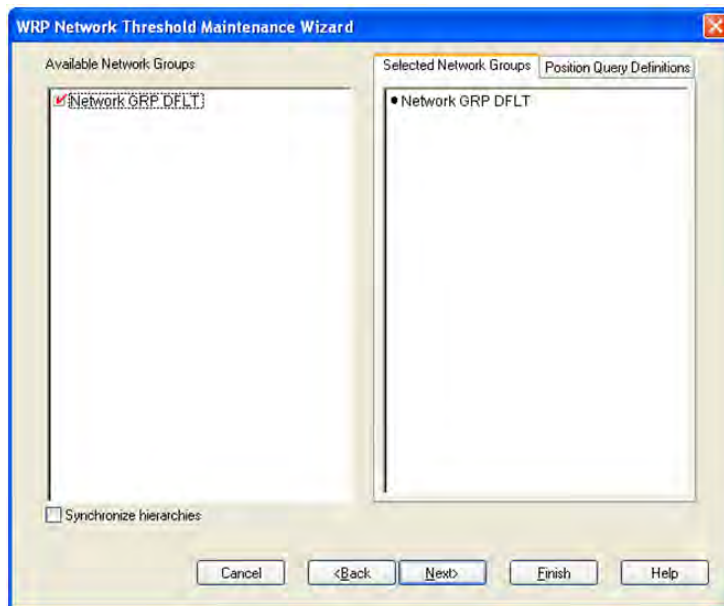 WRP Network Threshold Maintenance Wizard
Available Network Groups
Selected Network Groups
Position Query Definitions
Network GRP DFLT
Network GRP DFLT
Synchronize hierarchies
Cancel
<Back
Next>
Finish
Help